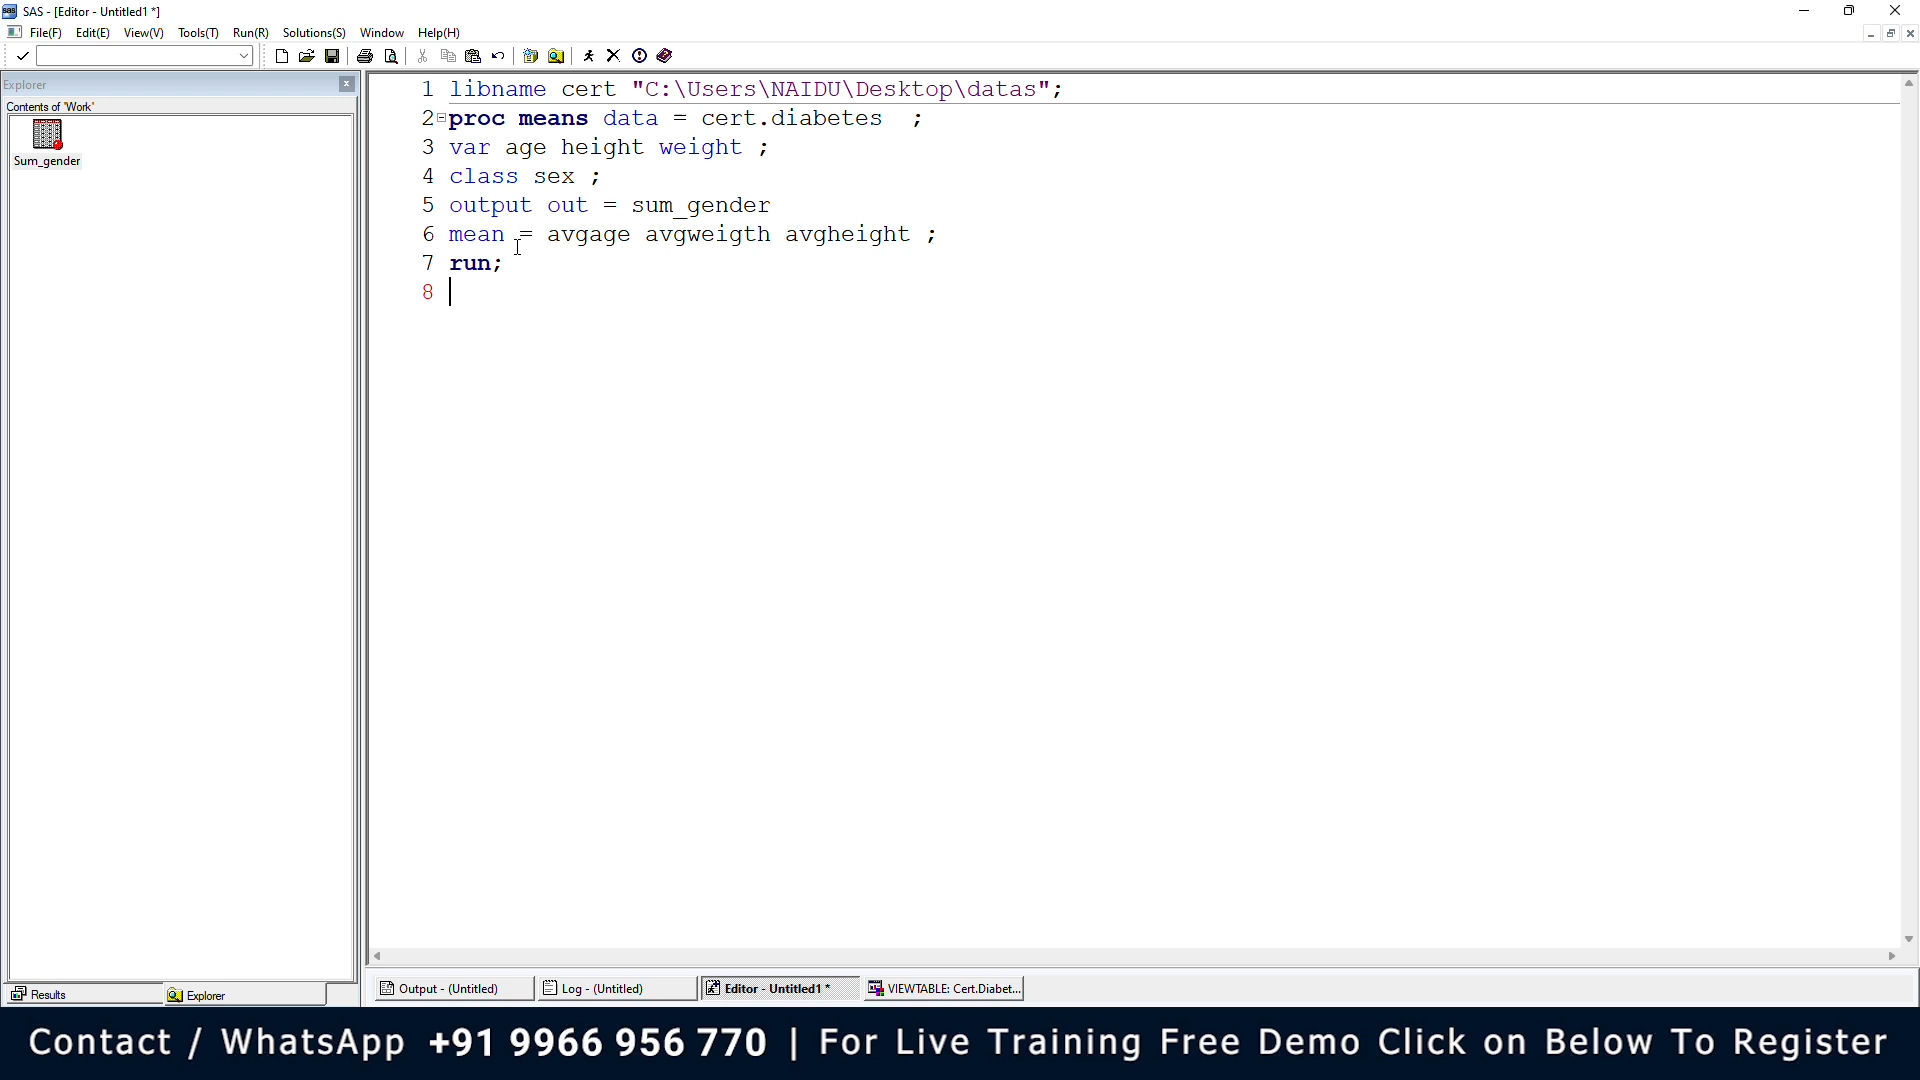 SAS - [Editor - Untitled1 *]
File(F) Edit(E) View(V) Tools(T) Run(R) Solutions(S) Window Help(H)
Explorer
Contents of 'Work'
Sum_gender
1 libname cert "C:\Users\NAIDU\Desktop\datas";
2 proc means data = cert.diabetes ;
3 var age height weight ;
4 class sex ;
5 output out = sum_gender
6 mean = avgage avgweigth avgheight ;
7 run;
8
Results Explorer
Output - (Untitled) Log - (Untitled) Editor - Untitled1 * VIEWTABLE: Cert.Diabet...
Contact / WhatsApp +91 9966 956 770 | For Live Training Free Demo Click on Below To Register